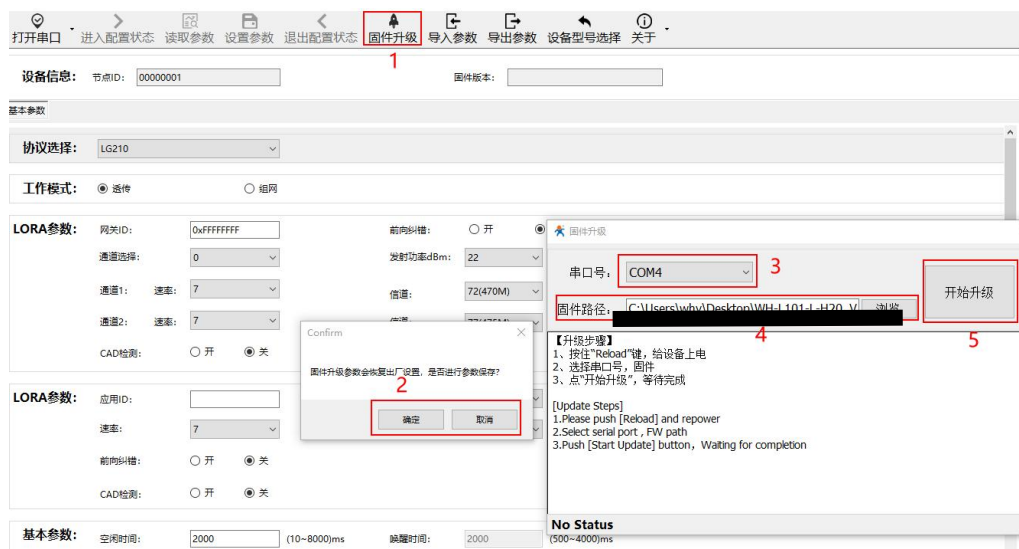 打开串口 进入配置状态 读取参数 设置参数 退出配置状态 固件升级 导入参数 导出参数 设备型号选择 关于
1
设备信息： 节点ID： 00000001 固件版本：
基本参数
协议选择： LG210
工作模式： 透传 组网
LORA参数： 网关ID： 0xFFFFFFFF 前向纠错： 开
通道选择： 0 发射功率dBm： 22
通道1： 速率： 7 信道： 72(470M)
通道2： 速率： 7
CAD检测： 开 关
Confirm
固件升级参数会恢复出厂设置，是否进行参数保存?
2
确定 取消
固件升级
串口号： COM4 3
固件路径： C:\Users\why\Desktop\WH-L101-L-H20_V 浏览
4
开始升级
5
【升级步骤】
1、按住“Reload”键，给设备上电
2、选择串口号，固件
3、点“开始升级”，等待完成
[Update Steps]
1.Please push [Reload] and repower
2.Select serial port , FW path
3.Push [Start Update] button，Waiting for completion
No Status
LORA参数： 应用ID：
速率： 7
前向纠错： 开 关
CAD检测： 开 关
基本参数： 空闲时间： 2000 (10~8000)ms 唤醒时间： 2000 (500~4000)ms